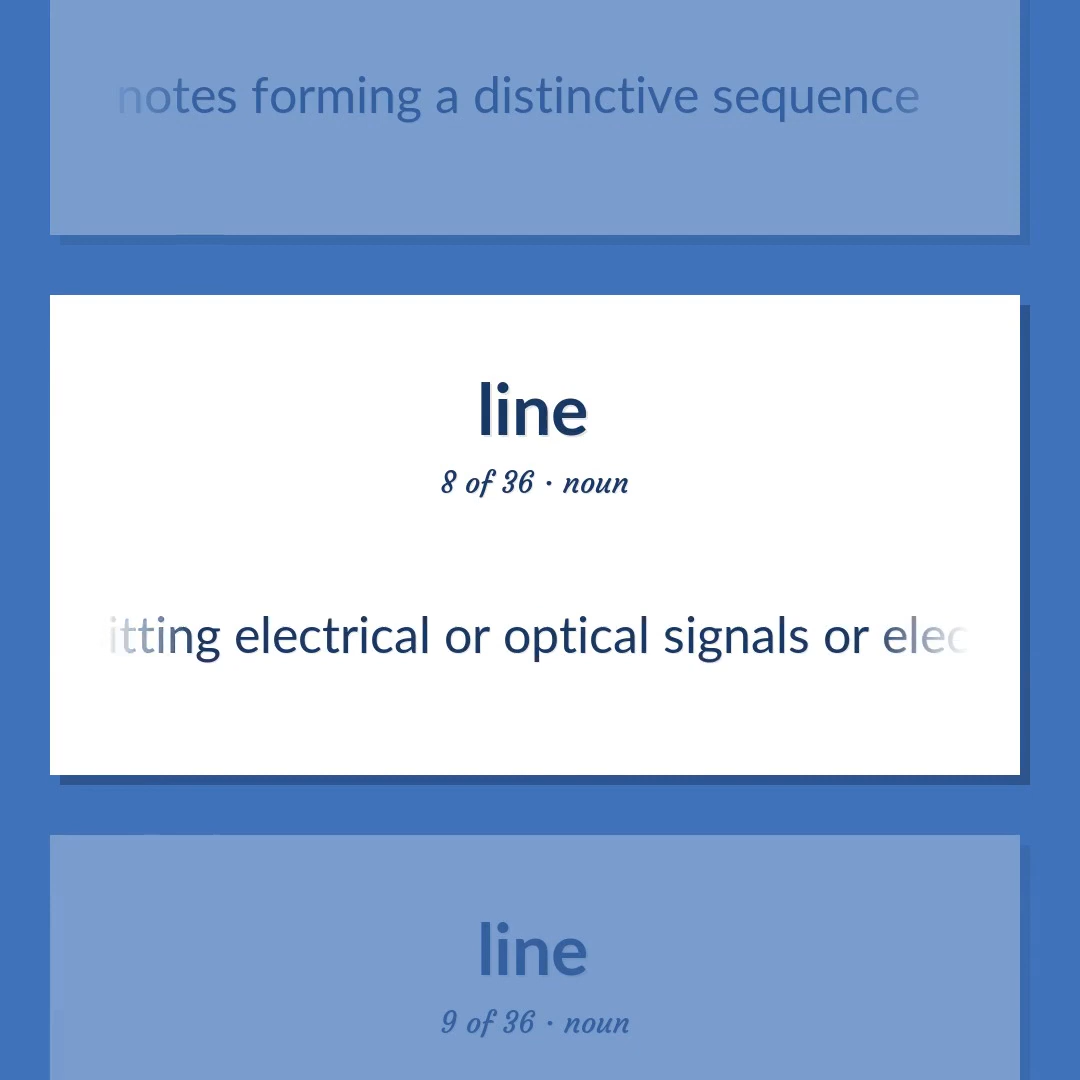 notes forming a distinctive sequence
line
8 of 36 · noun
itting electrical or optical signals or elec
line
9 of 36 · noun